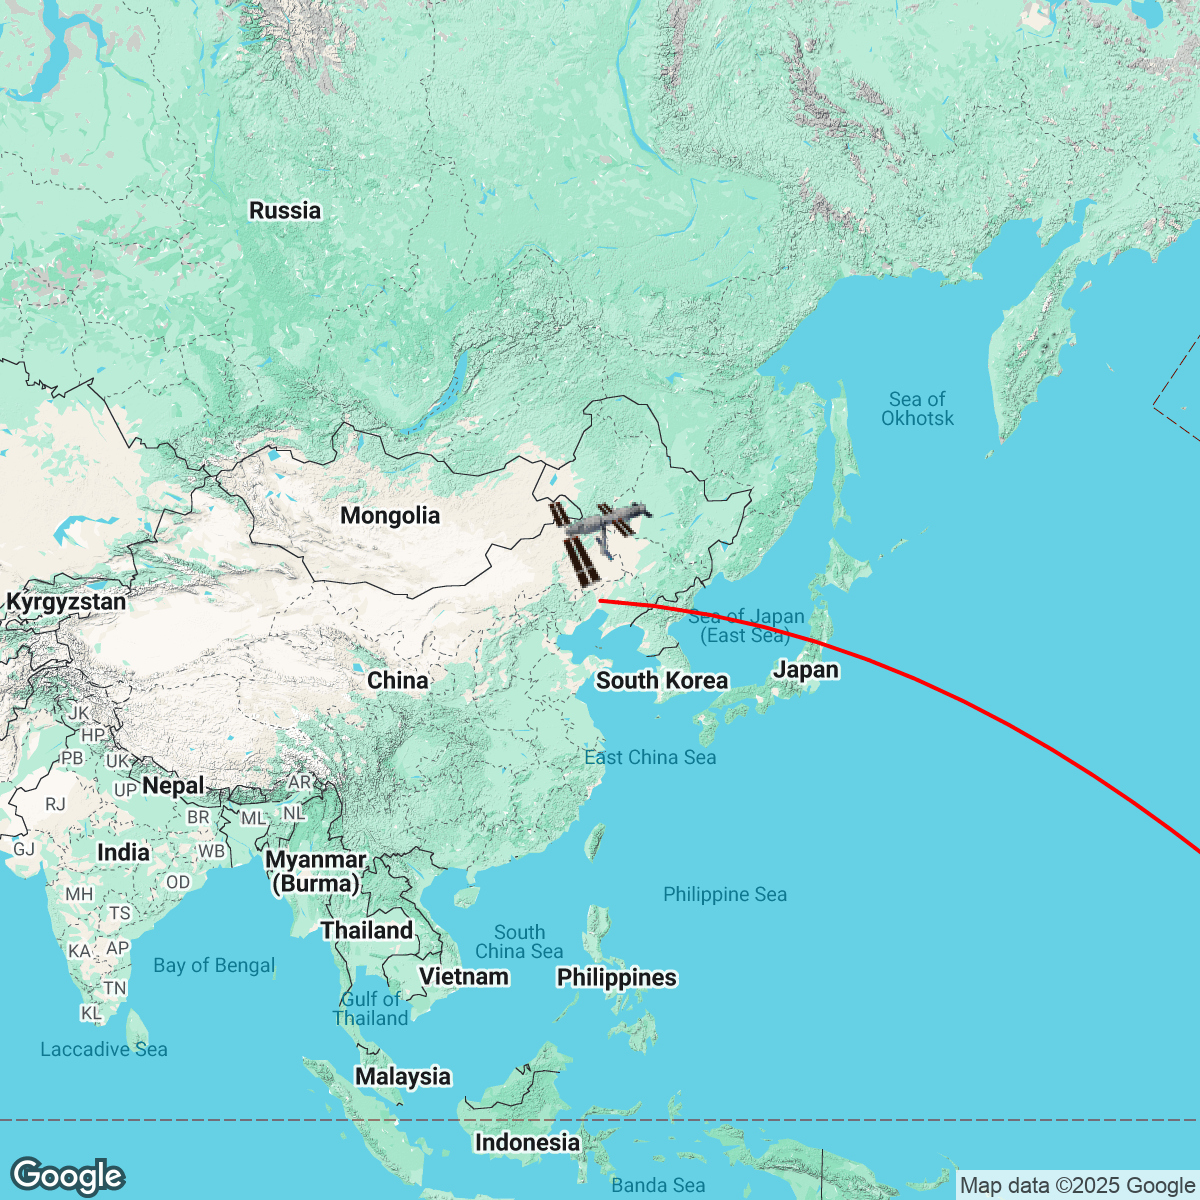 Russia
Sea of
Okhotsk
Mongolia
Kyrgyzstan
Sea of Japan
(East Sea)
Japan
China
South Korea
JK
HP
PB
UK
East China Sea
Nepal
UP
AR
RJ
BR
ML
NL
GJ
India
WB
Myanmar
(Burma)
OD
MH
Philippine Sea
TS
Thailand
South
China Sea
KA
AP
Bay of Bengal
Vietnam
Philippines
TN
Gulf of
Thailand
KL
Laccadive Sea
Malaysia
Indonesia
Google
Banda Sea
Map data ©2025 Google